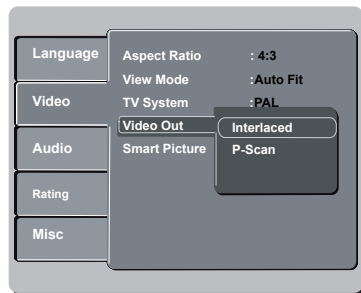 Language
Video
Audio
Rating
Misc
Aspect Ratio : 4:3
View Mode :Auto Fit
TV System :PAL
Video Out
Smart Picture
Interlaced
P-Scan